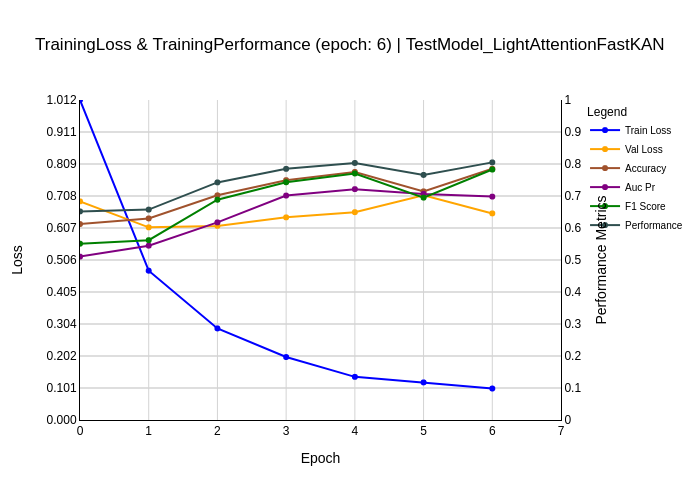 TrainingLoss & TrainingPerformance (epoch: 6) | TestModel_LightAttentionFastKAN
1.012
0.911
0.809
0.708
0.607
0.506
0.405
0.304
0.202
0.101
0.000
Loss
0
1
2
3
4
5
6
7
Epoch
1
0.9
0.8
0.7
0.6
0.5
0.4
0.3
0.2
0.1
0
Performance Metrics
Legend
Train Loss
Val Loss
Accuracy
Auc Pr
F1 Score
Performance